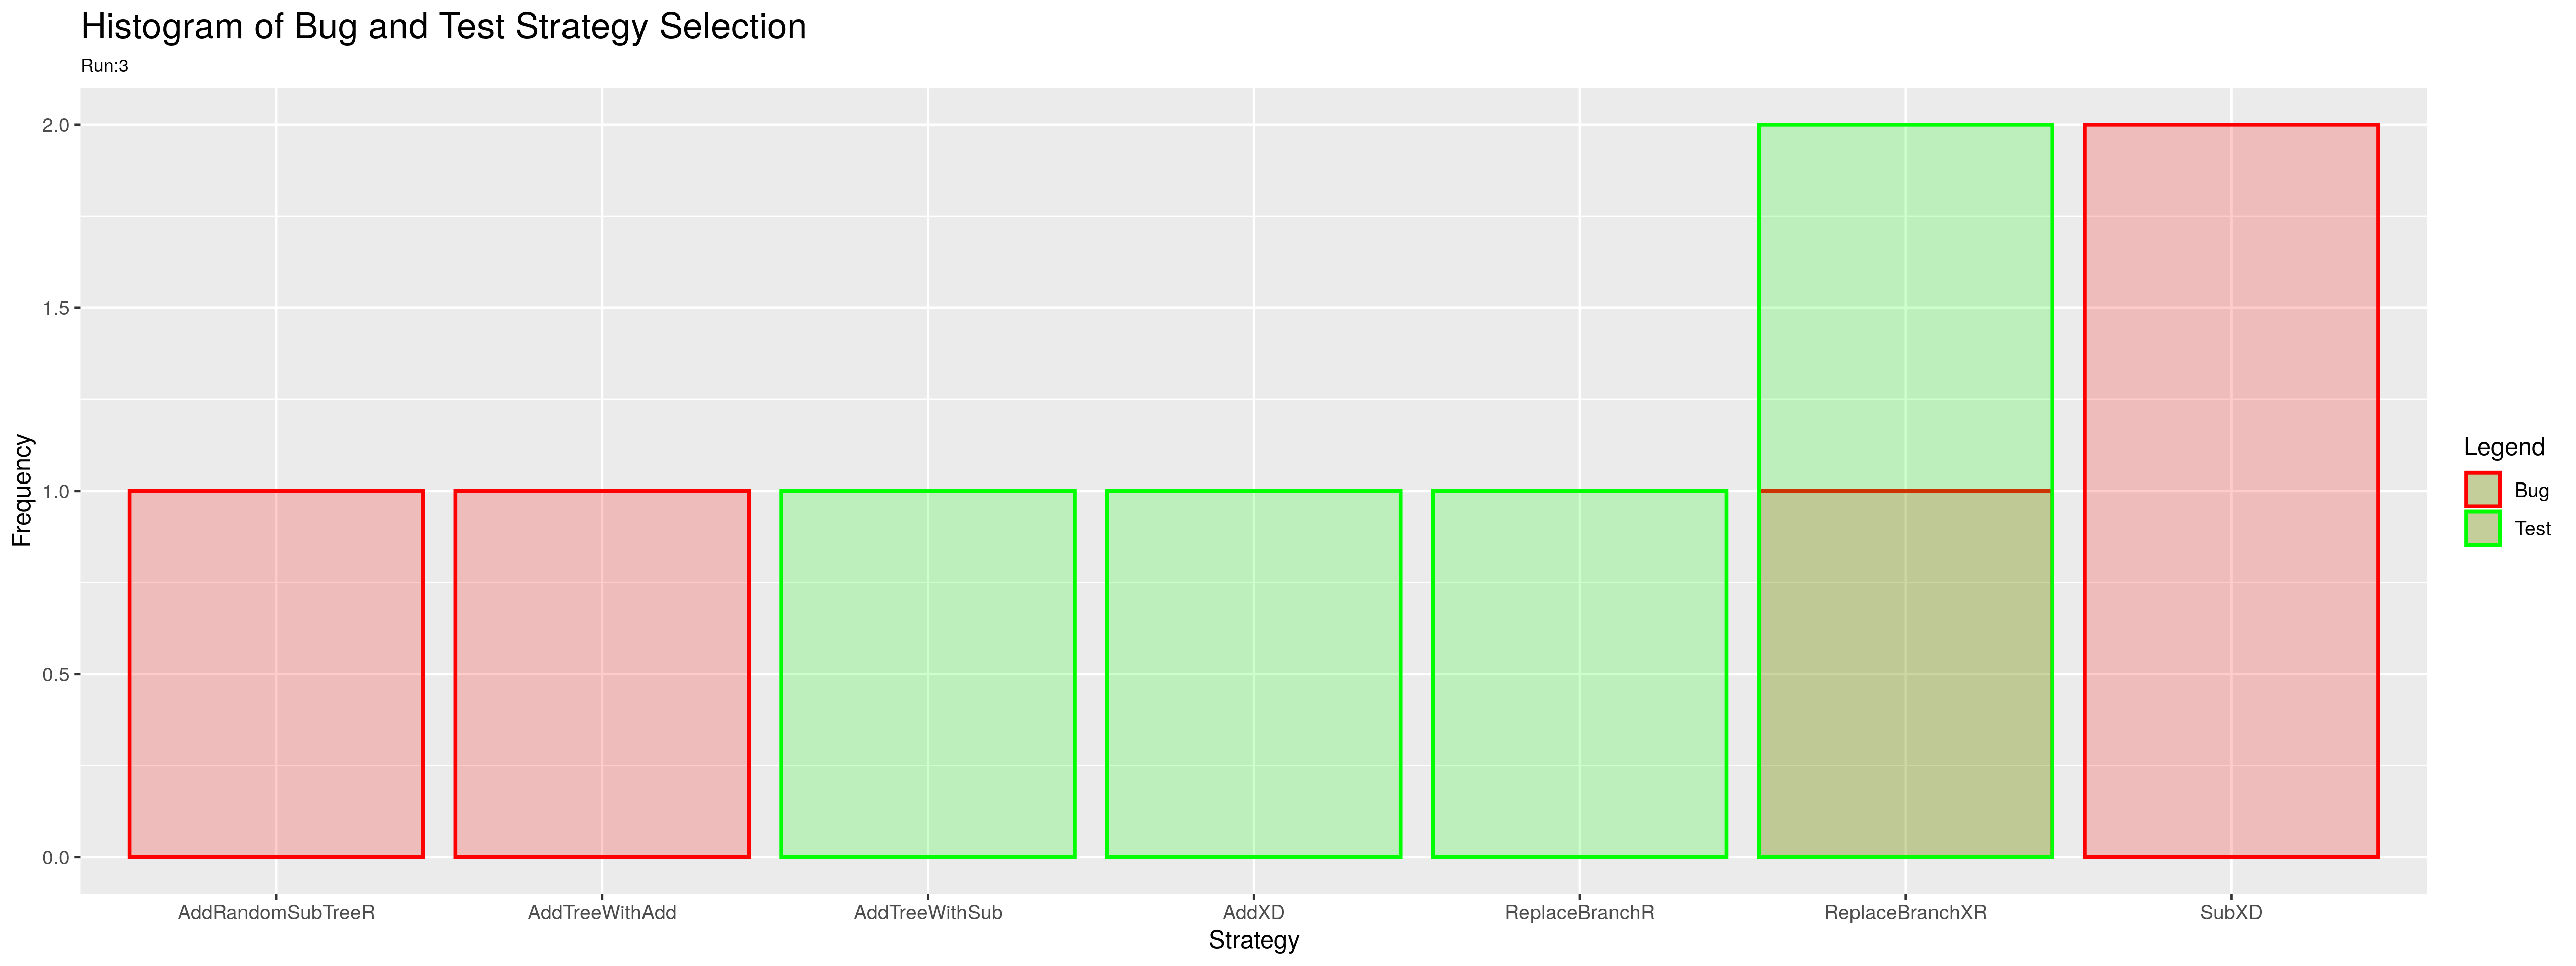 Histogram of Bug and Test Strategy Selection
Run:3
Frequency
2.0
1.5
1.0
0.5
0.0
AddRandomSubTreeR
AddTreeWithAdd
AddTreeWithSub
AddXD
ReplaceBranchR
ReplaceBranchXR
SubXD
Strategy
Legend
Bug
Test